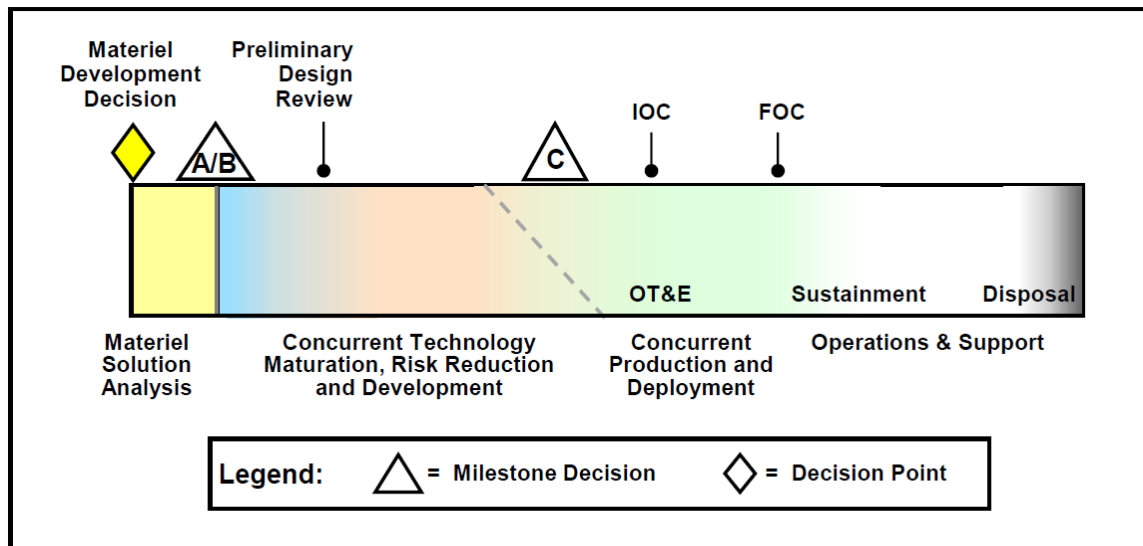 Materiel
Development
Decision
Preliminary
Design
Review
IOC
FOC
A/B
C
OT&E
Sustainment
Disposal
Materiel
Solution
Analysis
Concurrent Technology
Maturation, Risk Reduction
and Development
Concurrent
Production and
Deployment
Operations & Support
Legend:
= Milestone Decision
= Decision Point